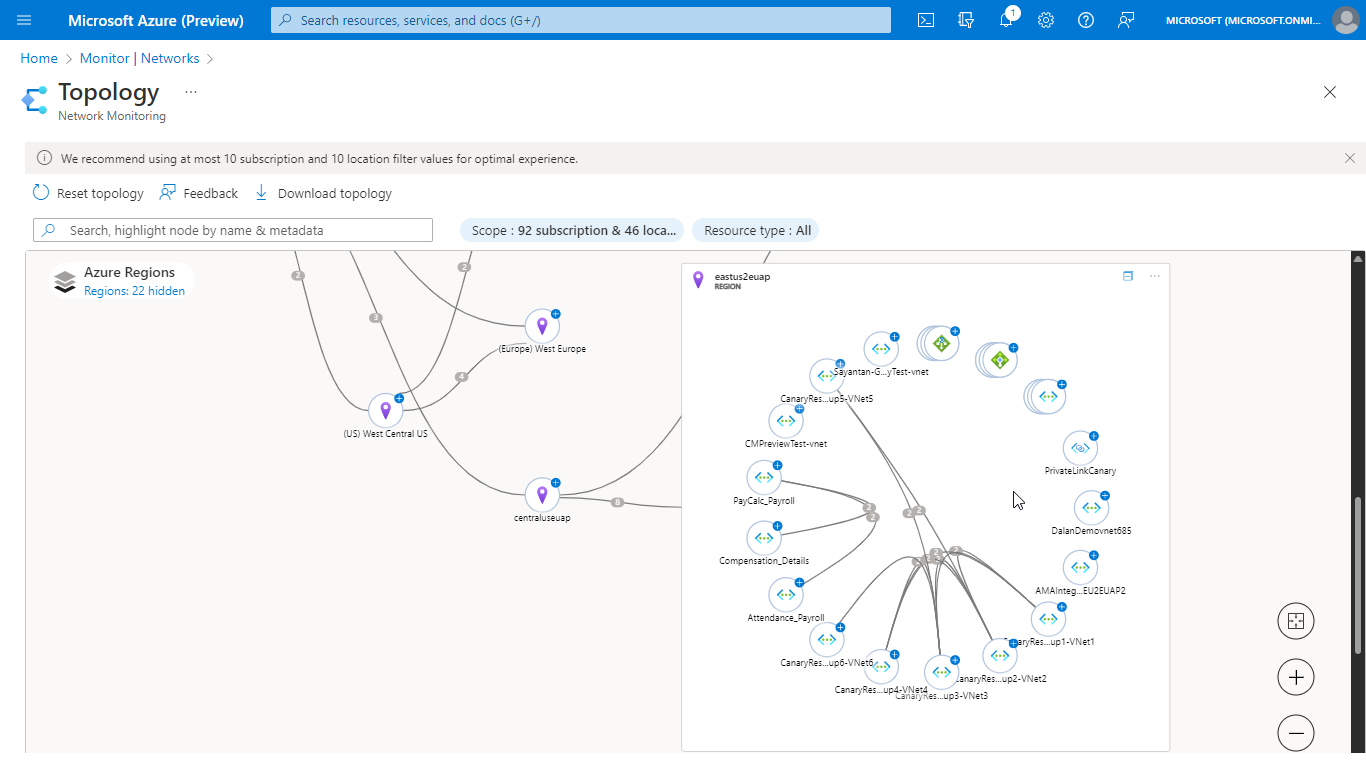 Microsoft Azure (Preview)
Search resources, services, and docs (G+/)
1
MICROSOFT (MICROSOFT.ONMI...
Home > Monitor | Networks >
Topology ...
Network Monitoring
We recommend using at most 10 subscription and 10 location filter values for optimal experience.
Reset topology
Feedback
Download topology
Search, highlight node by name & metadata
Scope : 92 subscription & 46 loca...
Resource type : All
Azure Regions
Regions: 22 hidden
2
2
3
(Europe) West Europe
4
(US) West Central US
centraluseuap
8
eastus2euap
REGION
Sayantan-G...yTest-vnet
CanaryRes...up5-VNet5
CMPreviewTest-vnet
PrivateLinkCanary
PayCalc_Payroll
2
2
2
2
DalanDemovnet685
Compensation_Details
2
2
AMAInteg...EU2EUAP2
Attendance_Payroll
CanaryRes...up1-VNet1
CanaryRes...up6-VNet6
CanaryRes...up2-VNet2
CanaryRes...up4-VNet4
CanaryRes...up3-VNet3